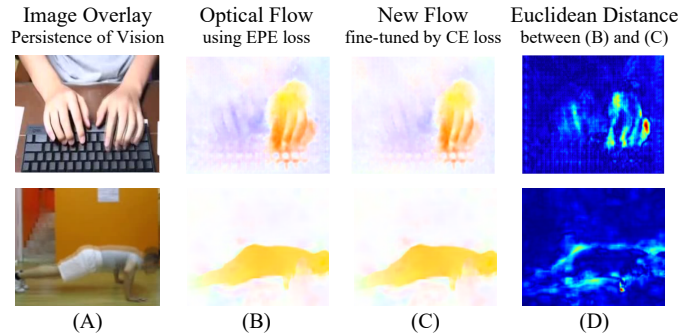 Image Overlay
Persistence of Vision
Optical Flow
using EPE loss
New Flow
fine-tuned by CE loss
Euclidean Distance
between (B) and (C)
(A)
(B)
(C)
(D)